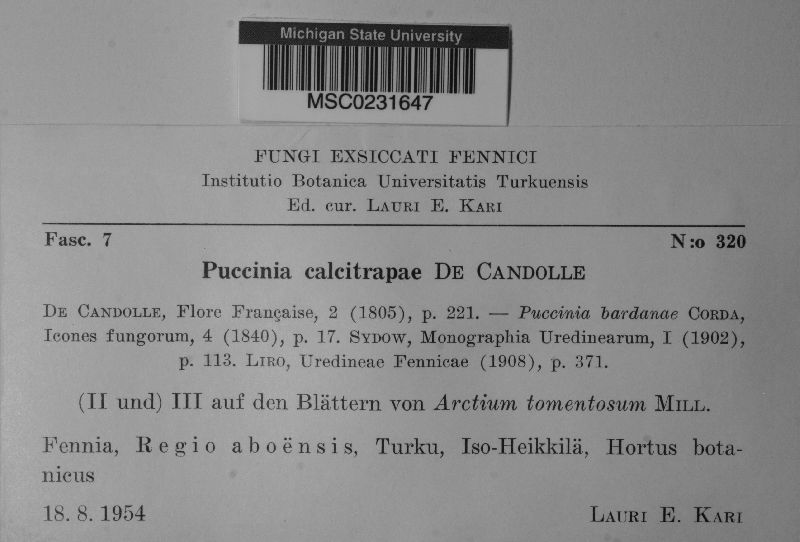 Michigan State University
MSC0231647
FUNGI EXSICCATI FENNICI
Institutio Botanica Universitatis Turkuensis
Ed. cur. LAURI E. KARI
Fasc. 7 N:o 320
Puccinia calcitrapae DE CANDOLLE
DE CANDOLLE, Flore Française, 2 (1805), p. 221. — Puccinia bardanae CORDA,
Icones fungorum, 4 (1840), p. 17. SYDOW, Monographia Uredinearum, I (1902),
p. 113. LIRO, Uredineae Fennicae (1908), p. 371.
(II und) III auf den Blättern von Arctium tomentosum MILL.
Fennia, Regio aboënsis, Turku, Iso-Heikkilä, Hortus bota-
nicus
18. 8. 1954 LAURI E. KARI